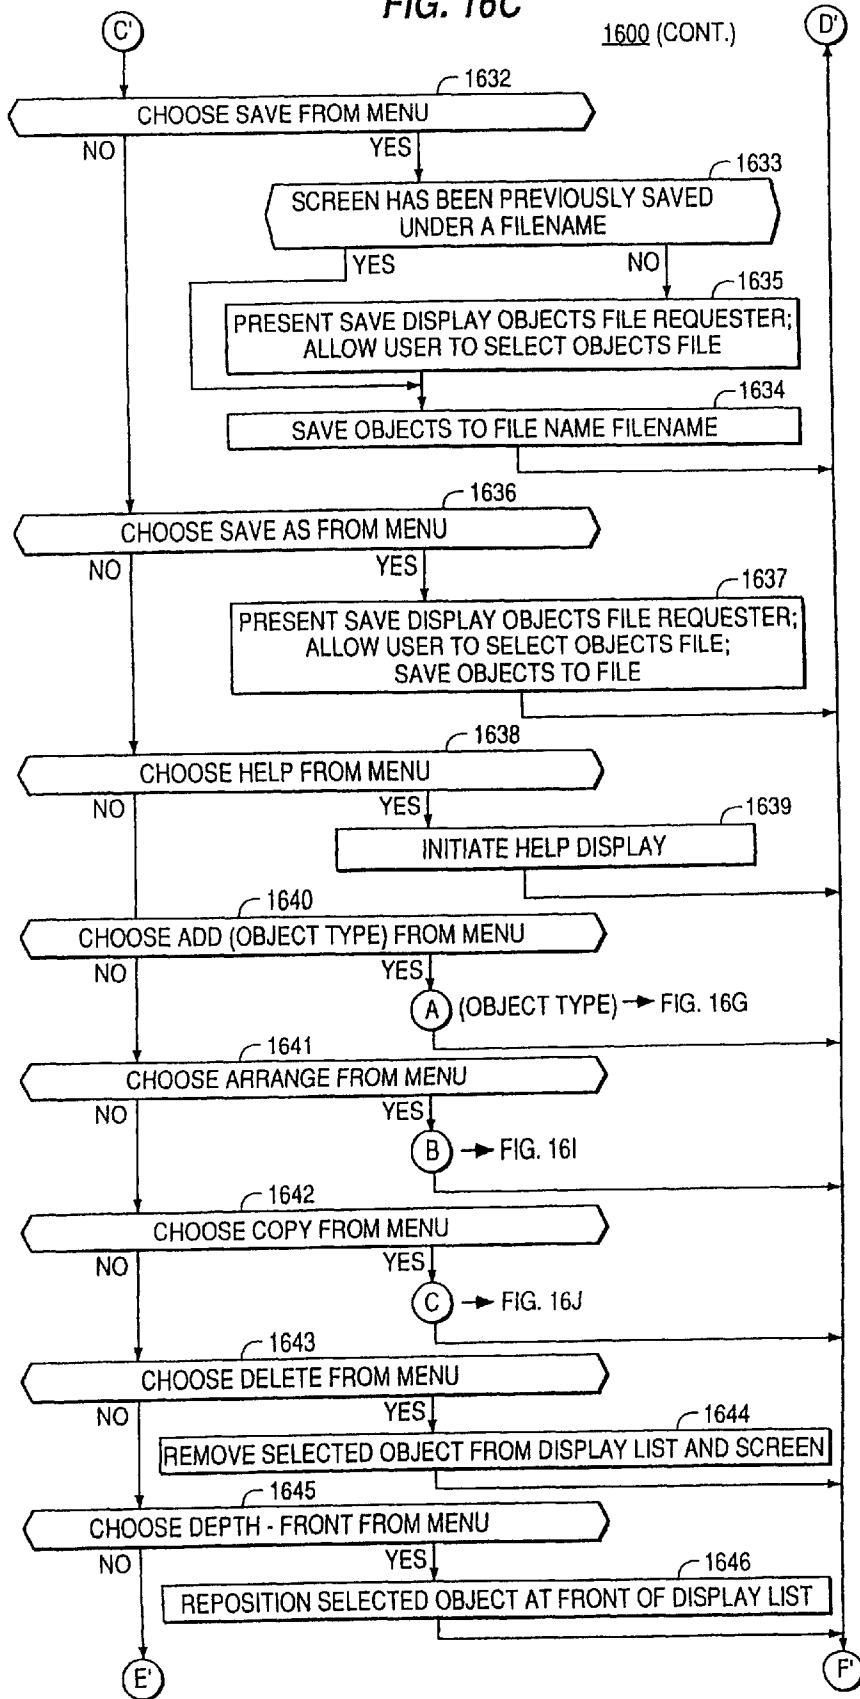 FIG. 16C
C'
1600 (CONT.)
D'
1632
CHOOSE SAVE FROM MENU
NO
YES
1633
SCREEN HAS BEEN PREVIOUSLY SAVED
UNDER A FILENAME
YES
NO
1635
PRESENT SAVE DISPLAY OBJECTS FILE REQUESTER;
ALLOW USER TO SELECT OBJECTS FILE
1634
SAVE OBJECTS TO FILE NAME FILENAME
1636
CHOOSE SAVE AS FROM MENU
NO
YES
1637
PRESENT SAVE DISPLAY OBJECTS FILE REQUESTER;
ALLOW USER TO SELECT OBJECTS FILE;
SAVE OBJECTS TO FILE
1638
CHOOSE HELP FROM MENU
NO
YES
1639
INITIATE HELP DISPLAY
1640
CHOOSE ADD (OBJECT TYPE) FROM MENU
NO
YES
A (OBJECT TYPE) → FIG. 16G
1641
CHOOSE ARRANGE FROM MENU
NO
YES
B → FIG. 16I
1642
CHOOSE COPY FROM MENU
NO
YES
C → FIG. 16J
1643
CHOOSE DELETE FROM MENU
NO
YES
1644
REMOVE SELECTED OBJECT FROM DISPLAY LIST AND SCREEN
1645
CHOOSE DEPTH - FRONT FROM MENU
NO
YES
1646
REPOSITION SELECTED OBJECT AT FRONT OF DISPLAY LIST
E'
F'